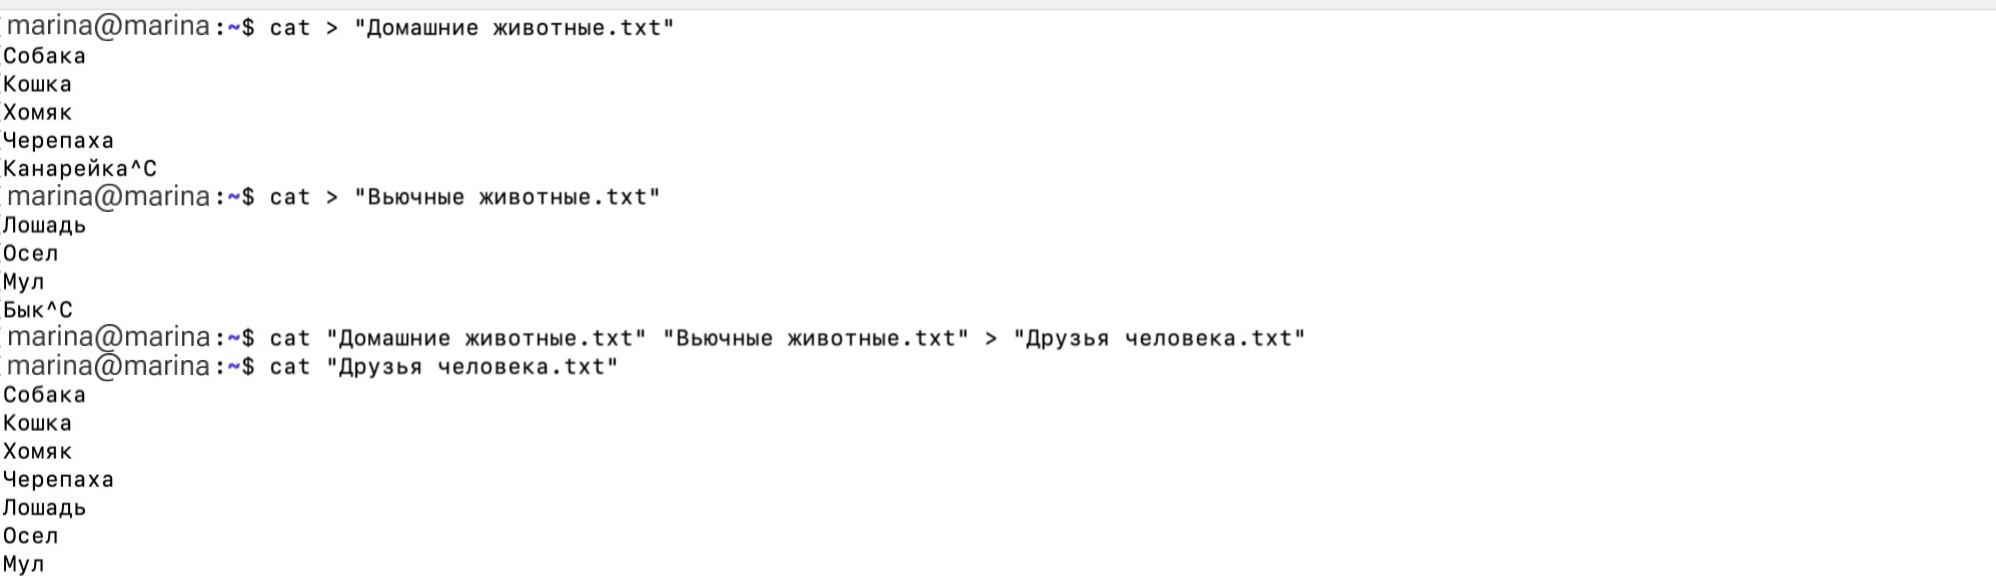 marina@marina:~$ cat > "Домашние животные.txt"
Собака
Кошка
Хомяк
Черепаха
Канарейка^C
marina@marina:~$ cat > "Вьючные животные.txt"
Лошадь
Осел
Мул
Бык^C
marina@marina:~$ cat "Домашние животные.txt" "Вьючные животные.txt" > "Друзья человека.txt"
marina@marina:~$ cat "Друзья человека.txt"
Собака
Кошка
Хомяк
Черепаха
Лошадь
Осел
Мул